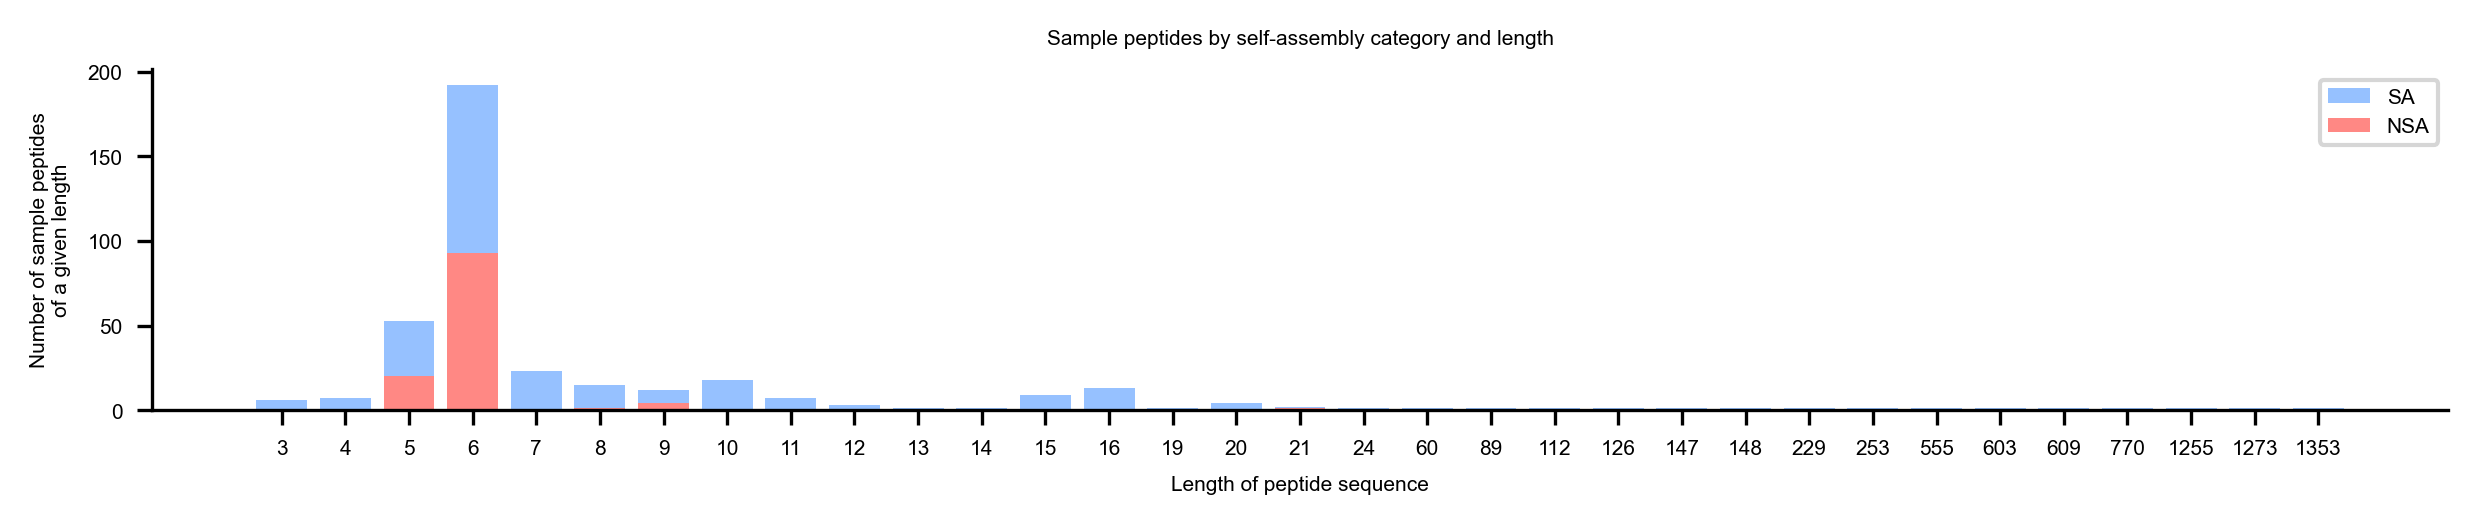 Sample peptides by self-assembly category and length
Number of sample peptides
of a given length
200
150
100
50
0
SA
NSA
3 4 5 6 7 8 9 10 11 12 13 14 15 16 19 20 21 24 60 89 112 126 147 148 229 253 555 603 609 770 1255 1273 1353
Length of peptide sequence